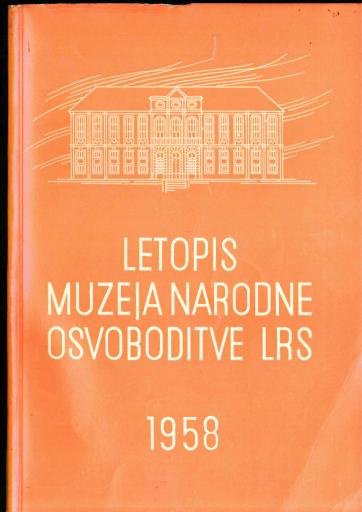 LETOPIS
MUZEJA NARODNE
OSVOBODITVE LRS
1958